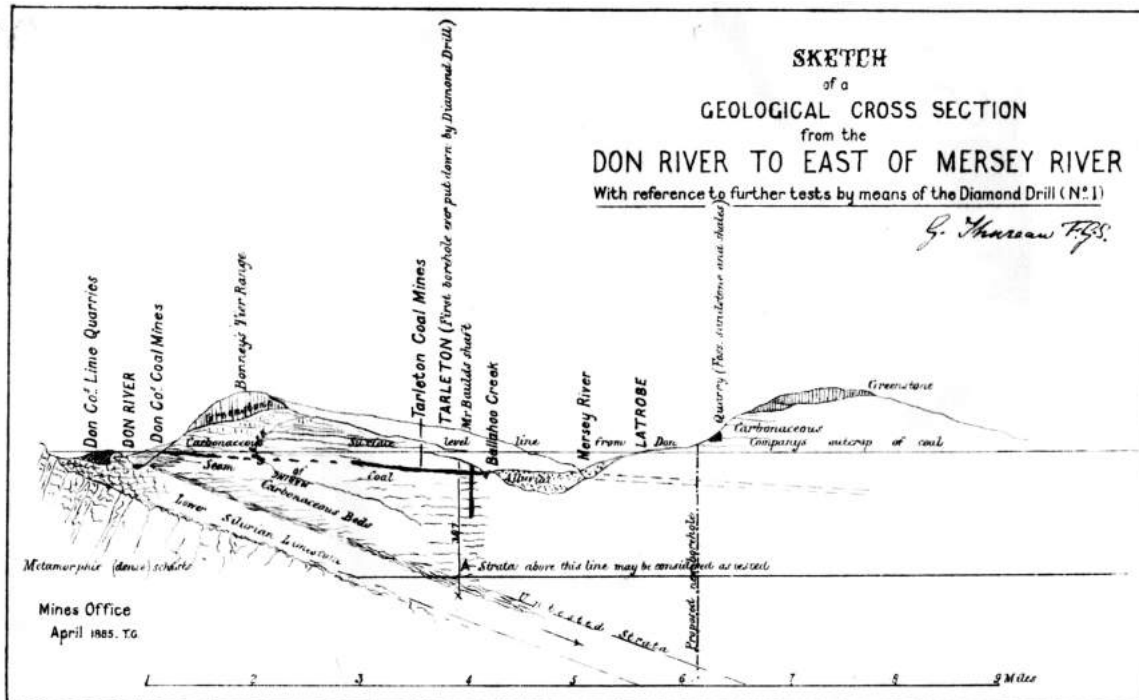 SKETCH
of a
GEOLOGICAL CROSS SECTION
from the
DON RIVER TO EAST OF MERSEY RIVER
With reference to further tests by means of the Diamond Drill (No. 1)
G. Thureau F.G.S.
Don Co's. Lime Quarries
DON RIVER
Don Co's. Coal Mines
Bonney's Tier Range
Tarleton Coal Mines
TARLETON (First borehole ever put down by Diamond Drill)
Mr Baulds shaft
Ballahoo Creek
Mersey River
LATROBE
Quarry (Foss. sandstone and shales)
Greenstone
Greenstone
Carbonaceous
Carbonaceous
Surface level line from Don Companys outcrop of coal
Seam of Coal
Carbonaceous Beds
Alluvial
Lower Silurian Limestone
Metamorphic (dense) schists
A Strata above this line may be considered as tested
Untested Strata
Proposed new borehole
Mines Office
April 1885. T.G.
1 2 3 4 5 6 7 8 9 Miles